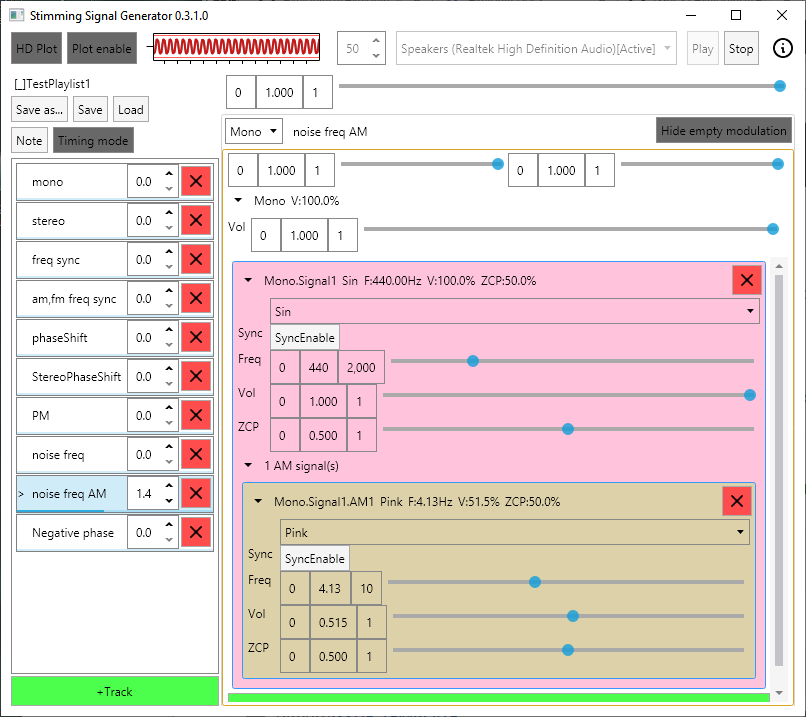 Stimming Signal Generator 0.3.1.0
HD Plot Plot enable 50 Speakers (Realtek High Definition Audio)[Active] Play Stop
[_]TestPlaylist1
Save as... Save Load
Note Timing mode
mono 0.0
stereo 0.0
freq sync 0.0
am,fm freq sync 0.0
phaseShift 0.0
StereoPhaseShift 0.0
PM 0.0
noise freq 0.0
> noise freq AM 1.4
Negative phase 0.0
+Track
0 1.000 1
Mono noise freq AM Hide empty modulation
0 1.000 1 0 1.000 1
Mono V:100.0%
Vol 0 1.000 1
Mono.Signal1 Sin F:440.00Hz V:100.0% ZCP:50.0%
Sin
Sync SyncEnable
Freq 0 440 2,000
Vol 0 1.000 1
ZCP 0 0.500 1
1 AM signal(s)
Mono.Signal1.AM1 Pink F:4.13Hz V:51.5% ZCP:50.0%
Pink
Sync SyncEnable
Freq 0 4.13 10
Vol 0 0.515 1
ZCP 0 0.500 1